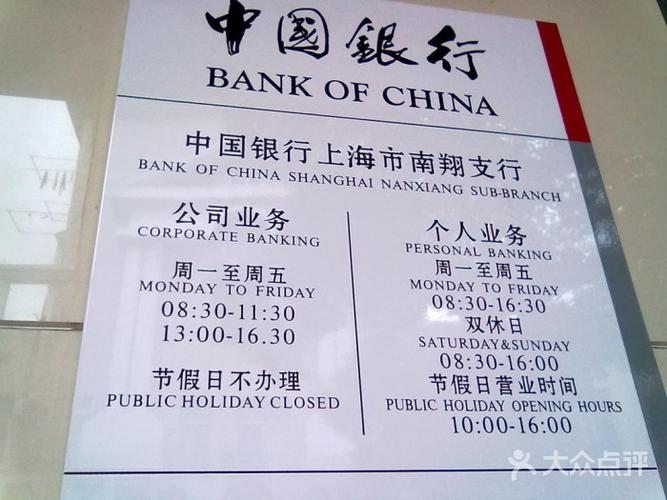 中國銀行
BANK OF CHINA
中国银行上海市南翔支行
BANK OF CHINA SHANGHAI NANXIANG SUB-BRANCH
公司业务
CORPORATE BANKING
周一至周五
MONDAY TO FRIDAY
08:30-11:30
13:00-16.30
节假日不办理
PUBLIC HOLIDAY CLOSED
个人业务
PERSONAL BANKING
周一至周五
MONDAY TO FRIDAY
08:30-16:30
双休日
SATURDAY&SUNDAY
08:30-16:00
节假日营业时间
PUBLIC HOLIDAY OPENING HOURS
10:00-16:00
大众点评